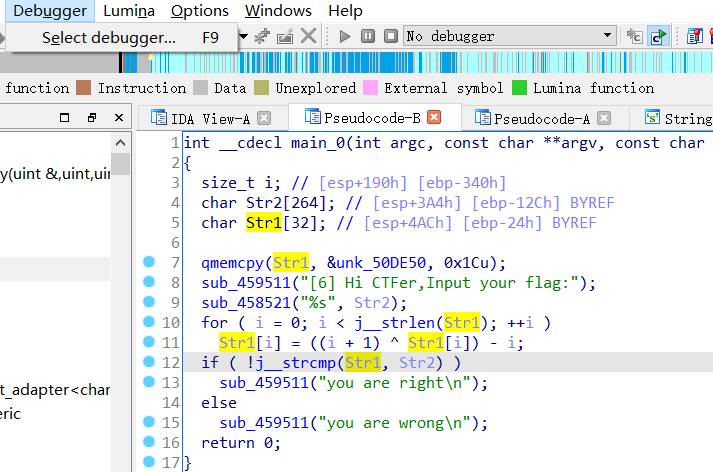 Debugger Lumina Options Windows Help
Select debugger... F9
No debugger
function Instruction Data Unexplored External symbol Lumina function
IDA View-A Pseudocode-B Pseudocode-A String
1 int __cdecl main_0(int argc, const char **argv, const char
2 {
3 size_t i; // [esp+190h] [ebp-340h]
4 char Str2[264]; // [esp+3A4h] [ebp-12Ch] BYREF
5 char Str1[32]; // [esp+4ACh] [ebp-24h] BYREF
6
7 qmemcpy(Str1, &unk_50DE50, 0x1Cu);
8 sub_459511("[6] Hi CTFer,Input your flag:");
9 sub_458521("%s", Str2);
10 for ( i = 0; i < j__strlen(Str1); ++i )
11 Str1[i] = ((i + 1) ^ Str1[i]) - i;
12 if ( !j__strcmp(Str1, Str2) )
13 sub_459511("you are right\n");
14 else
15 sub_459511("you are wrong\n");
16 return 0;
17 }
y(uint &,uint,uin
t_adapter<char
eric